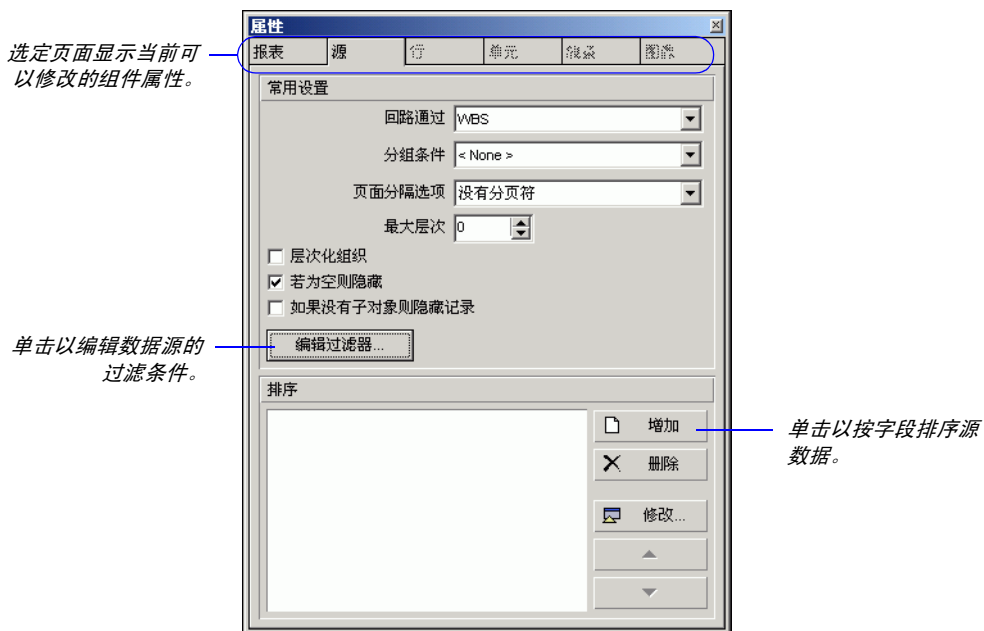 属性
选定页面显示当前可
以修改的组件属性。
报表 源 行 单元 线条 图像
常用设置
回路通过 WBS
分组条件 < None >
页面分隔选项 没有分页符
最大层次 0
层次化组织
若为空则隐藏
如果没有子对象则隐藏记录
单击以编辑数据源的
过滤条件。
编辑过滤器...
排序
增加
删除
修改...
单击以按字段排序源
数据。